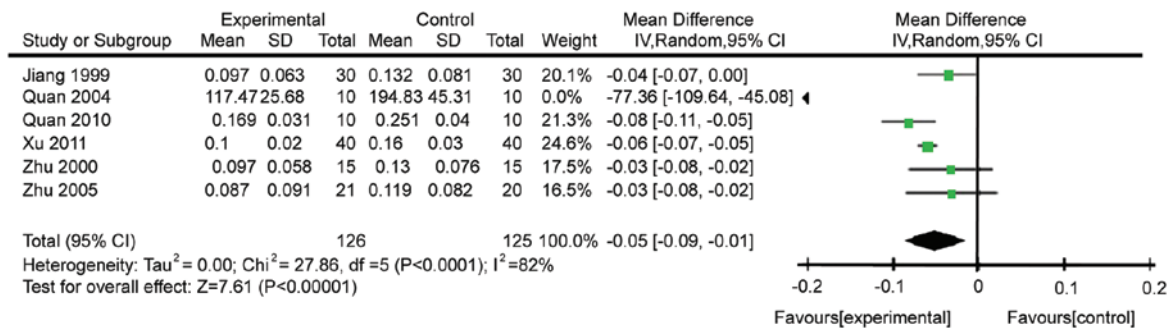 Experimental Control Mean Difference Mean Difference
Study or Subgroup Mean SD Total Mean SD Total Weight IV,Random,95% CI IV,Random,95% CI
Jiang 1999 0.097 0.063 30 0.132 0.081 30 20.1% -0.04 [-0.07, 0.00]
Quan 2004 117.47 25.68 10 194.83 45.31 10 0.0% -77.36 [-109.64, -45.08]
Quan 2010 0.169 0.031 10 0.251 0.04 10 21.3% -0.08 [-0.11, -0.05]
Xu 2011 0.1 0.02 40 0.16 0.03 40 24.6% -0.06 [-0.07, -0.05]
Zhu 2000 0.097 0.058 15 0.13 0.076 15 17.5% -0.03 [-0.08, -0.02]
Zhu 2005 0.087 0.091 21 0.119 0.082 20 16.5% -0.03 [-0.08, -0.02]
Total (95% CI) 126 125 100.0% -0.05 [-0.09, -0.01]
Heterogeneity: Tau² = 0.00; Chi² = 27.86, df =5 (P<0.0001); I²=82%
Test for overall effect: Z=7.61 (P<0.00001)
-0.2 -0.1 0 0.1 0.2
Favours[experimental] Favours[control]